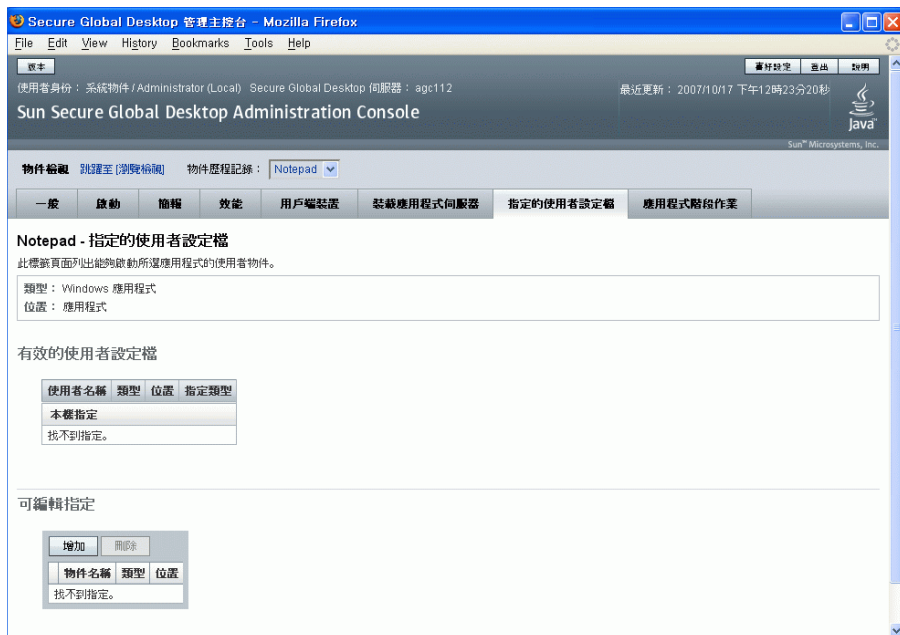 Secure Global Desktop 管理主控台 - Mozilla Firefox
File Edit View History Bookmarks Tools Help
版本 喜好設定 登出 說明
使用者身份： 系統物件 / Administrator (Local) Secure Global Desktop 伺服器： agc112 最近更新： 2007/10/17 下午12時23分20秒
Sun Secure Global Desktop Administration Console
Java™
Sun™ Microsystems, Inc.
物件檢視 跳躍至 [瀏覽檢視] 物件歷程記錄： Notepad
一般 啟動 簡報 效能 用戶端裝置 裝載應用程式伺服器 指定的使用者設定檔 應用程式階段作業
Notepad - 指定的使用者設定檔
此標籤頁面列出能夠啟動所選應用程式的使用者物件。
類型： Windows 應用程式
位置： 應用程式
有效的使用者設定檔
使用者名稱 類型 位置 指定類型
本機指定
找不到指定。
可編輯指定
增加 刪除
物件名稱 類型 位置
找不到指定。